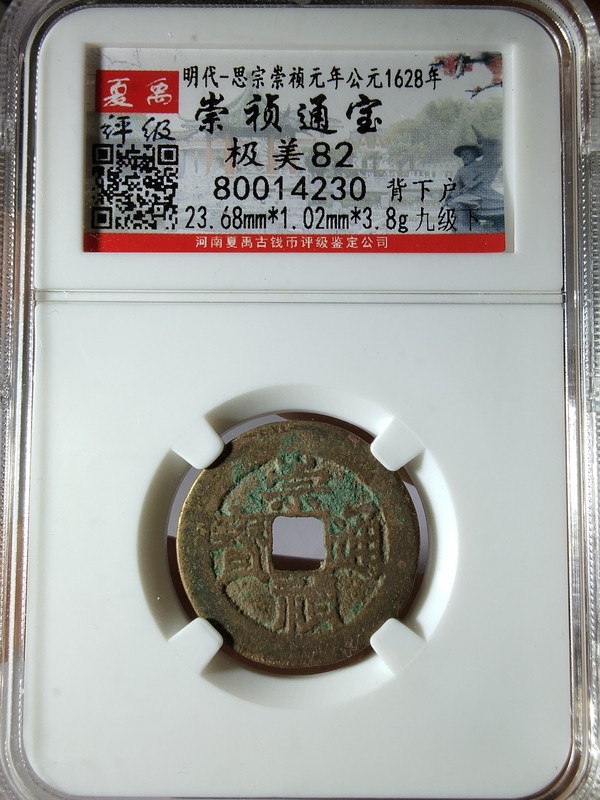 夏禹
评级
明代-思宗崇祯元年公元1628年
崇祯通宝
极美82
80014230 背下户
23.68mm*1.02mm*3.8g 九级下
河南夏禹古钱币评级鉴定公司
崇
通
寶
祯